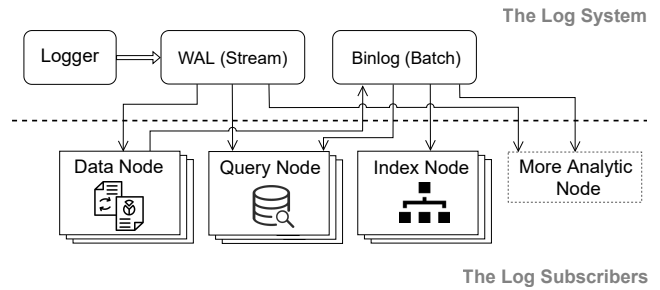 The Log System
Logger
WAL (Stream)
Binlog (Batch)
Data Node
Query Node
Index Node
More Analytic
Node
The Log Subscribers